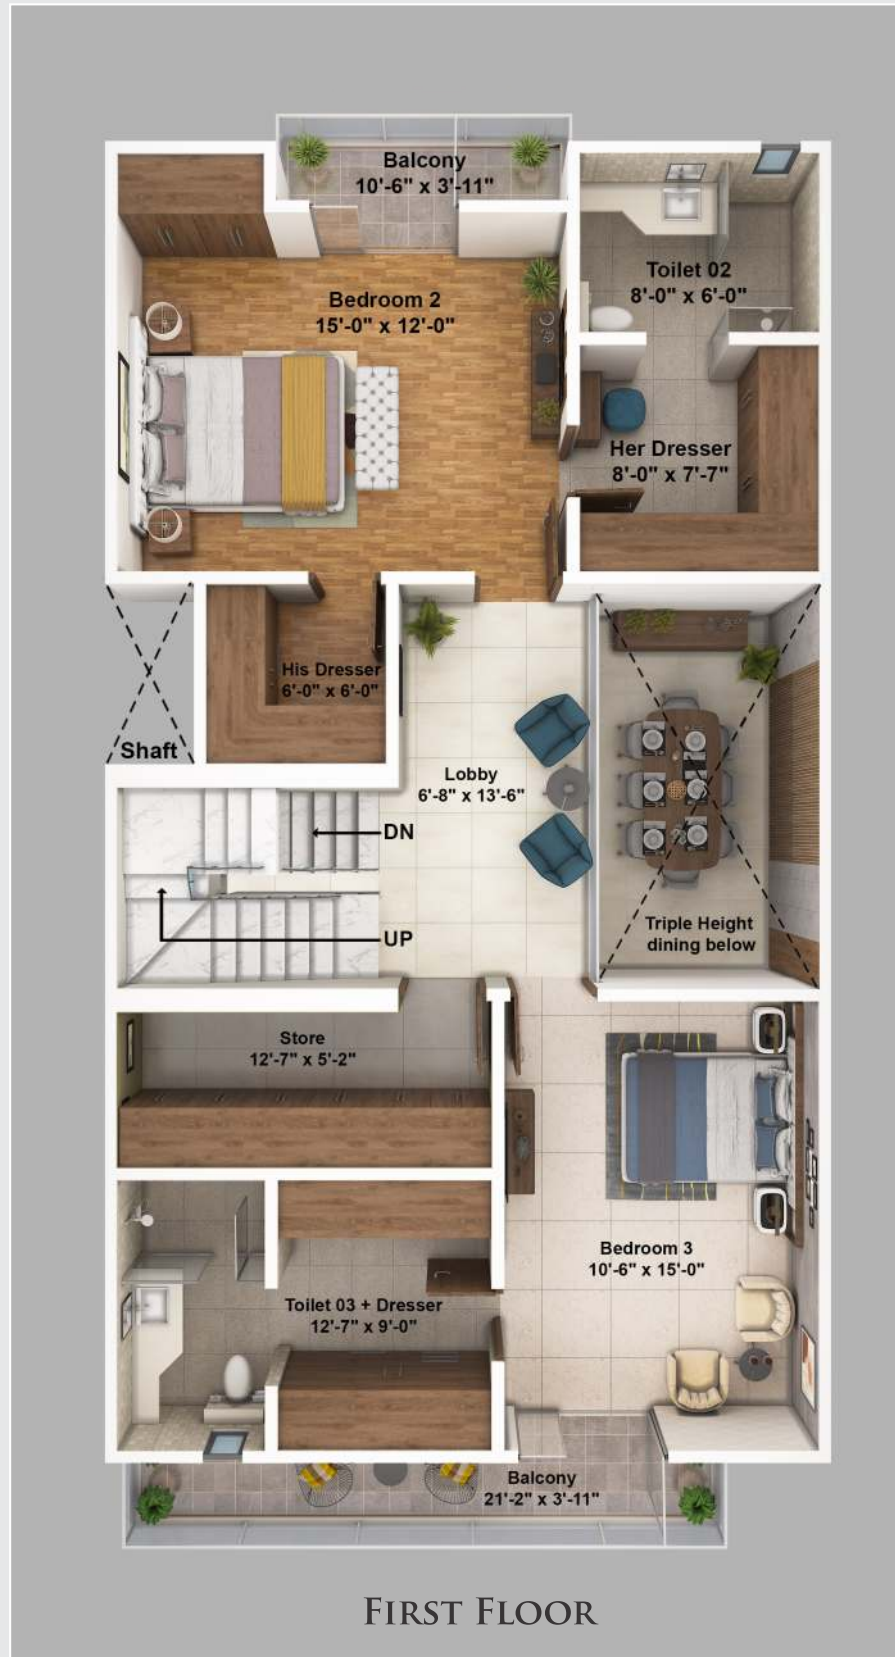 Balcony
10'-6" x 3'-11"
Toilet 02
8'-0" x 6'-0"
Bedroom 2
15'-0" x 12'-0"
Her Dresser
8'-0" x 7'-7"
His Dresser
6'-0" x 6'-0"
Shaft
Lobby
6'-8" x 13'-6"
DN
UP
Triple Height
dining below
Store
12'-7" x 5'-2"
Bedroom 3
10'-6" x 15'-0"
Toilet 03 + Dresser
12'-7" x 9'-0"
Balcony
21'-2" x 3'-11"
First Floor